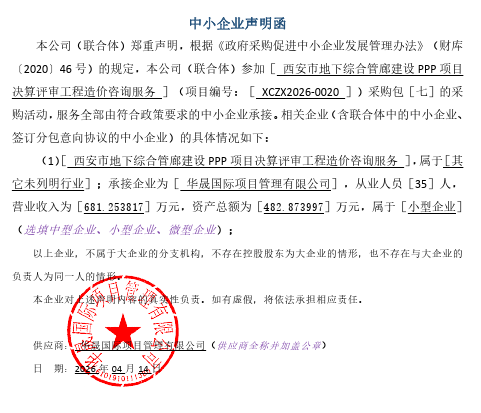 中小企业声明函
本公司（联合体）郑重声明，根据《政府采购促进中小企业发展管理办法》（财库
〔2020〕46 号）的规定，本公司（联合体）参加［ 西安市地下综合管廊建设 PPP 项目
决算评审工程造价咨询服务 ］（项目编号：［ XCZX2026-0020 ］）采购包［七］的采
购活动，服务全部由符合政策要求的中小企业承接。相关企业（含联合体中的中小企业、
签订分包意向协议的中小企业）的具体情况如下：
（1）［ 西安市地下综合管廊建设 PPP 项目决算评审工程造价咨询服务 ］，属于［其
它未列明行业］；承接企业为［ 华晟国际项目管理有限公司］，从业人员［35］人，
营业收入为［681.253817］万元，资产总额为［482.873997］万元，属于［小型企业］
（选填中型企业、小型企业、微型企业）；
以上企业，不属于大企业的分支机构，不存在控股股东为大企业的情形，也不存在与大企业的
负责人为同一人的情形。
本企业对上述声明内容的真实性负责。如有虚假，将依法承担相应责任。
供应商：华晟国际项目管理有限公司（供应商全称并加盖公章）
日 期：2026 年 04 月 14 日
华晟国际项目管理有限公司